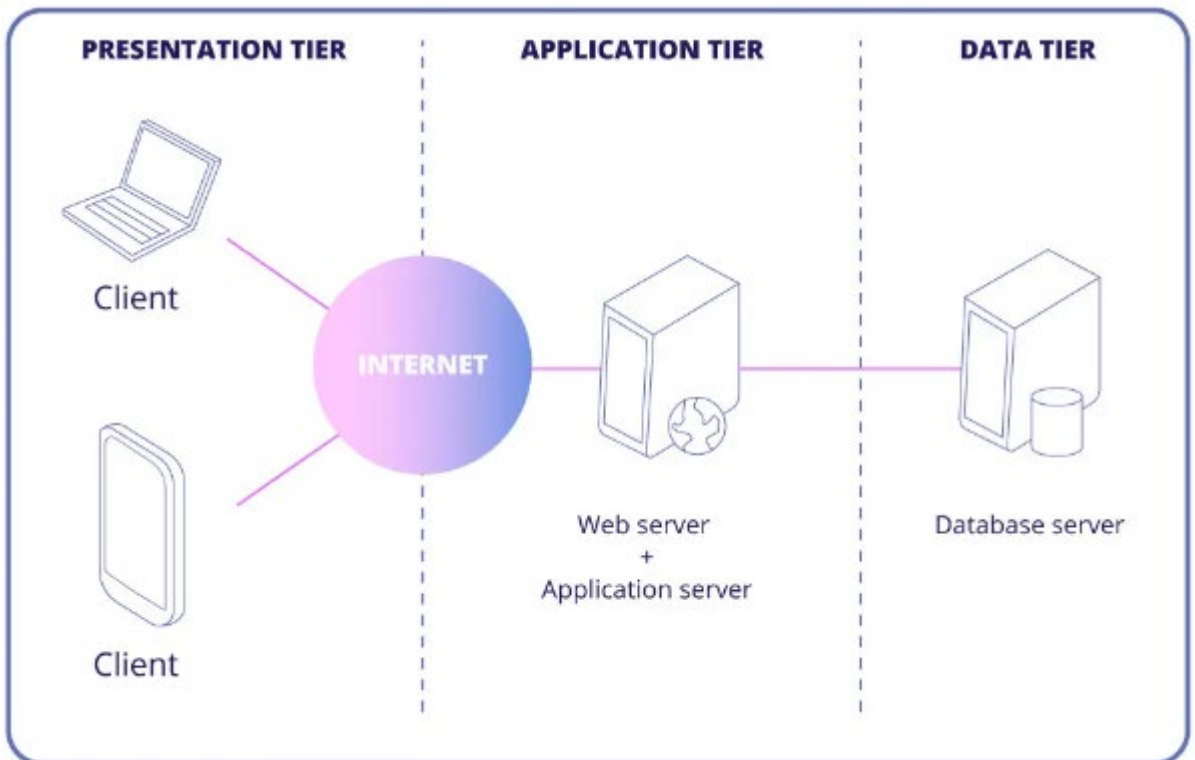 PRESENTATION TIER
APPLICATION TIER
DATA TIER
Client
INTERNET
Web server
+
Application server
Database server
Client